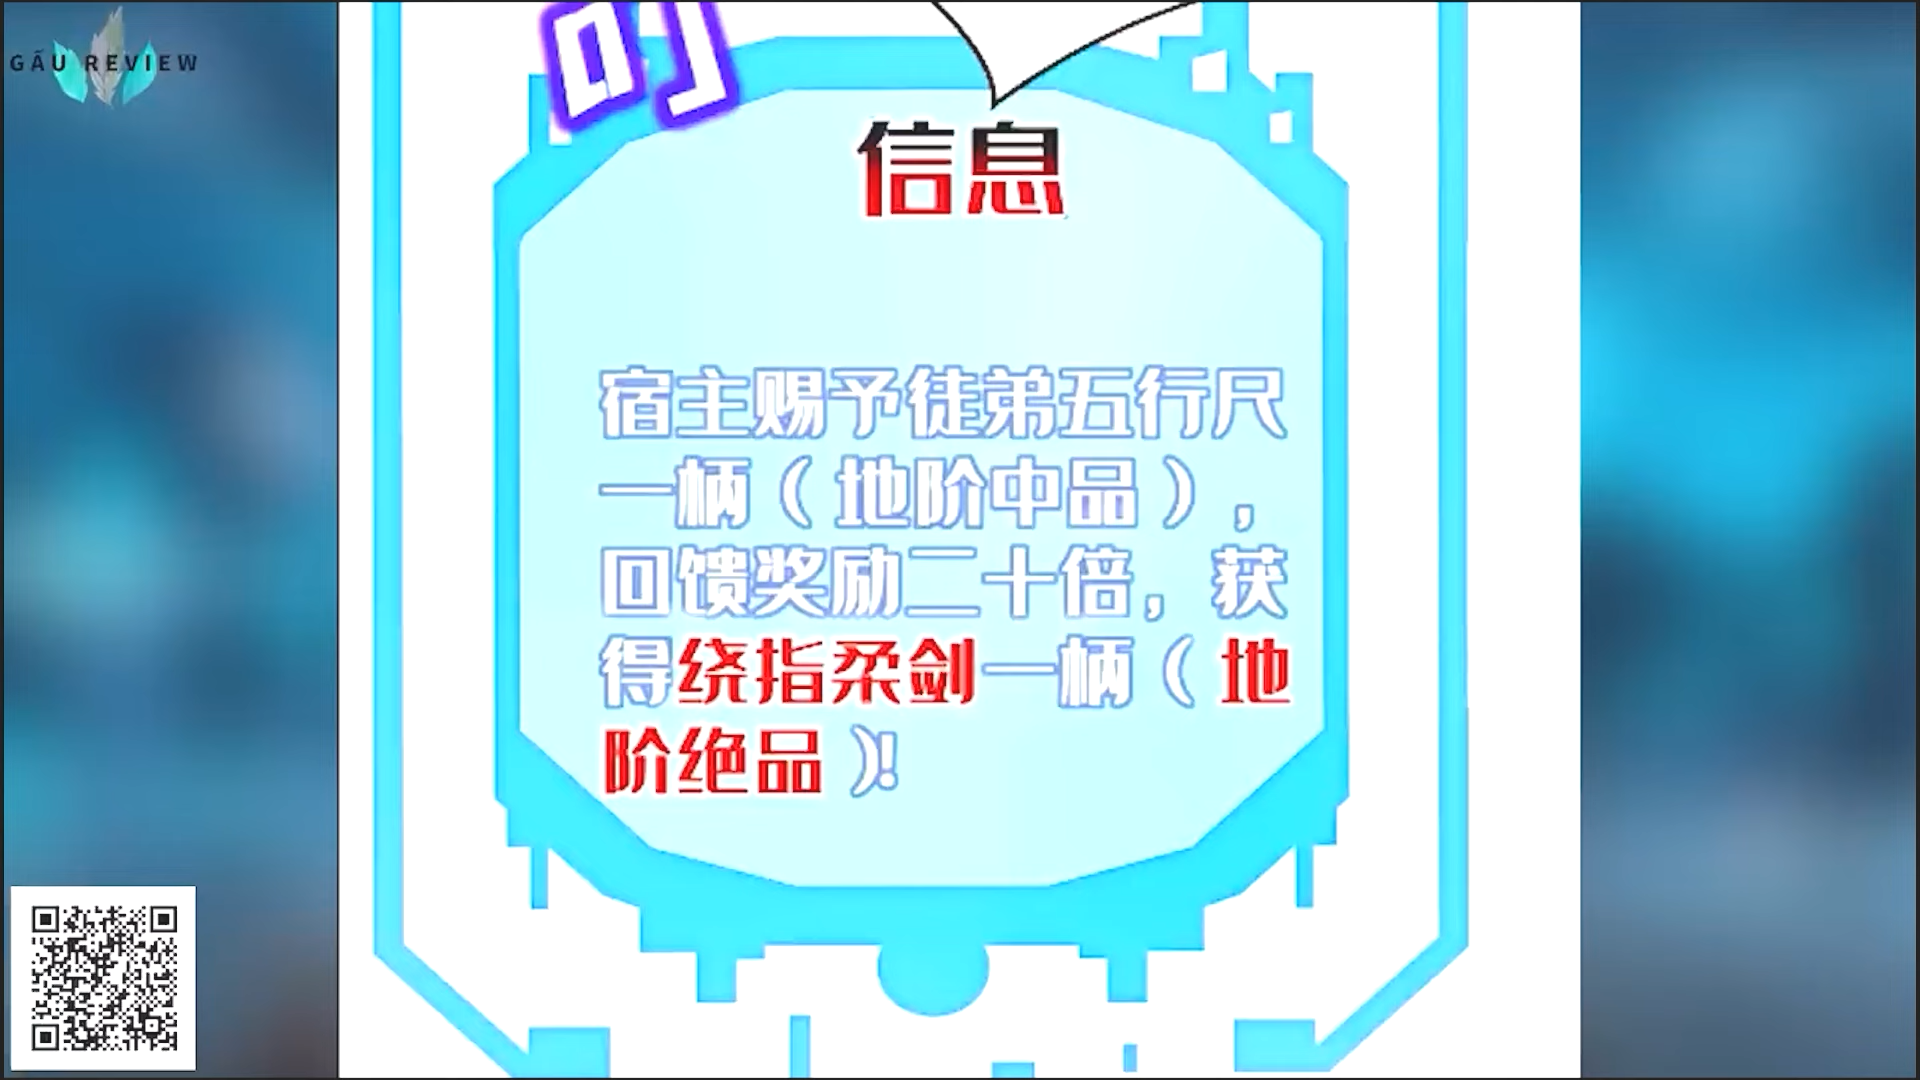 GẤU REVIEW
叮
信息
宿主赐予徒弟五行尺
一柄（地阶中品），
回馈奖励二十倍，获
得绕指柔剑一柄（地
阶绝品）!